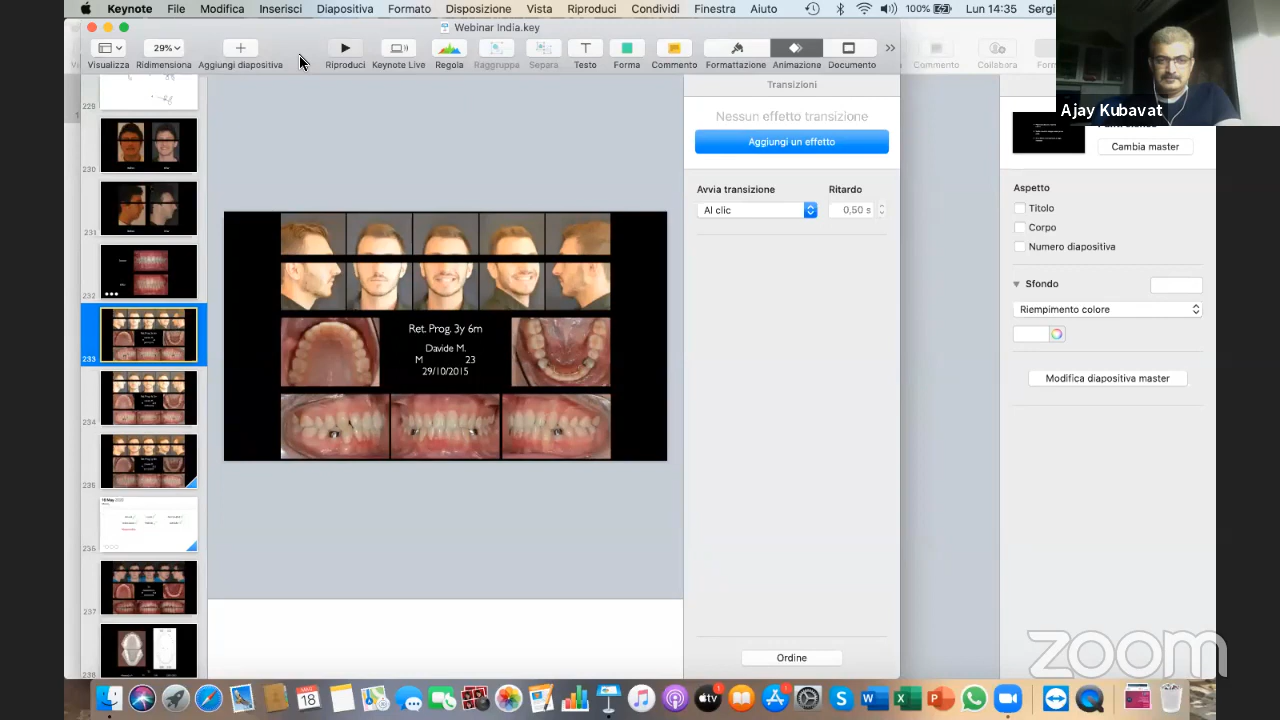 Keynote File Modifica Inserisci Diapositiva Formato Disposizione Vista Riproduci Condividi Finestra Aiuto 100% Lun 14:35 Sergi
Webinar India.key
29%
Visualizza Ridimensiona Aggiungi diapositiva Riproduci Keynote Live Regola Raggruppa Separa Testo Forma Commento Formattazione Animazione Documento Commento Collabora
Ajay Kubavat
Transizioni
Nessun effetto transizione
Aggiungi un effetto
Cambia master
Avvia transizione Ritardo
Al clic 0,50 s
Aspetto
Titolo
Corpo
Numero diapositiva
Sfondo
Riempimento colore
Modifica diapositiva master
229
230
231
232
233
234
235
236
237
238
Ret. Prog. 3y 6m
Davide M.
M 23
29/10/2015
Ordine
zoom